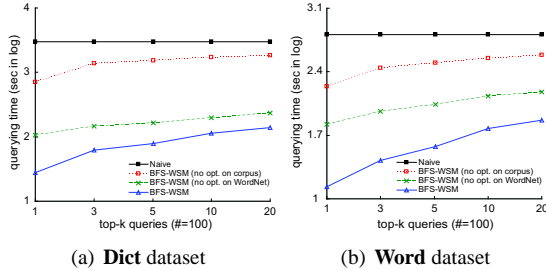 4
3
2
1
querying time (sec in log)
Naive
BFS-WSM (no opt. on corpus)
BFS-WSM (no opt. on WordNet)
BFS-WSM
1 3 5 10 20
top-k queries (#=100)
(a) Dict dataset
3.1
2.4
1.7
1
querying time (sec in log)
Naive
BFS-WSM (no opt. on corpus)
BFS-WSM (no opt. on WordNet)
BFS-WSM
1 3 5 10 20
top-k queries (#=100)
(b) Word dataset